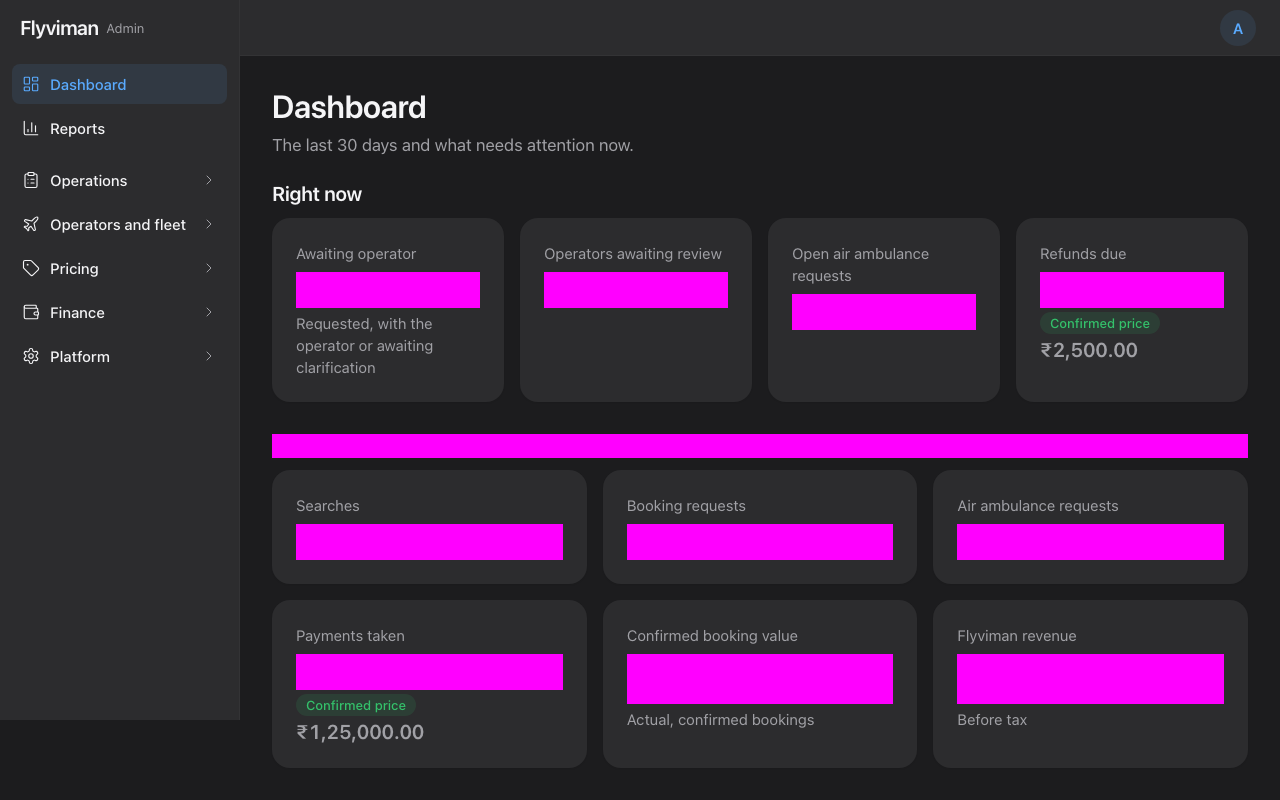 Flyviman Admin
A
Dashboard
Reports
Operations
Operators and fleet
Pricing
Finance
Platform
Dashboard
The last 30 days and what needs attention now.
Right now
Awaiting operator
Requested, with the
operator or awaiting
clarification
Operators awaiting review
Open air ambulance
requests
Refunds due
Confirmed price
₹2,500.00
Searches
Booking requests
Air ambulance requests
Payments taken
Confirmed price
₹1,25,000.00
Confirmed booking value
Actual, confirmed bookings
Flyviman revenue
Before tax